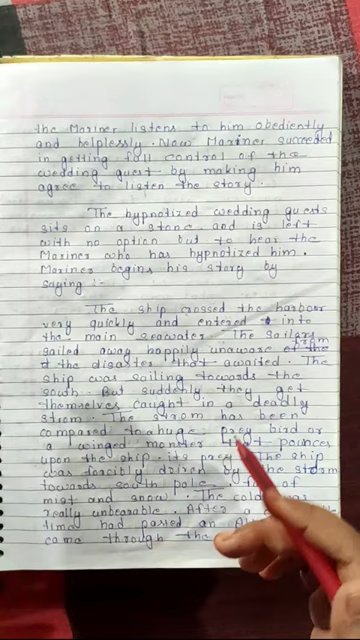 the Mariner listens to him obediently
and helplessly. Now Mariner succeeded
in getting full control of the
wedding guest by making him
agree to listen the story.
The hypnotized wedding guests
sits on a stone and is left
with no option but to hear the
Mariner who has hypnotized him.
Mariner begins his story by
saying :-
The ship crossed the harbour
very quickly and entered into
the main seawater. The sailors
sailed away happily unaware from
the disaster that awaited. The
ship was sailing towards the
south But suddenly they get
themselves caught in a deadly
strom. The strom has been
compared to a huge prey bird or
a winged monster that pounces
upon the ship, its prey. The ship
was forcibly driven by the storm
towards south pole of
mist and snow. The cold was
really unbearable. After a
time had passed an
came through the